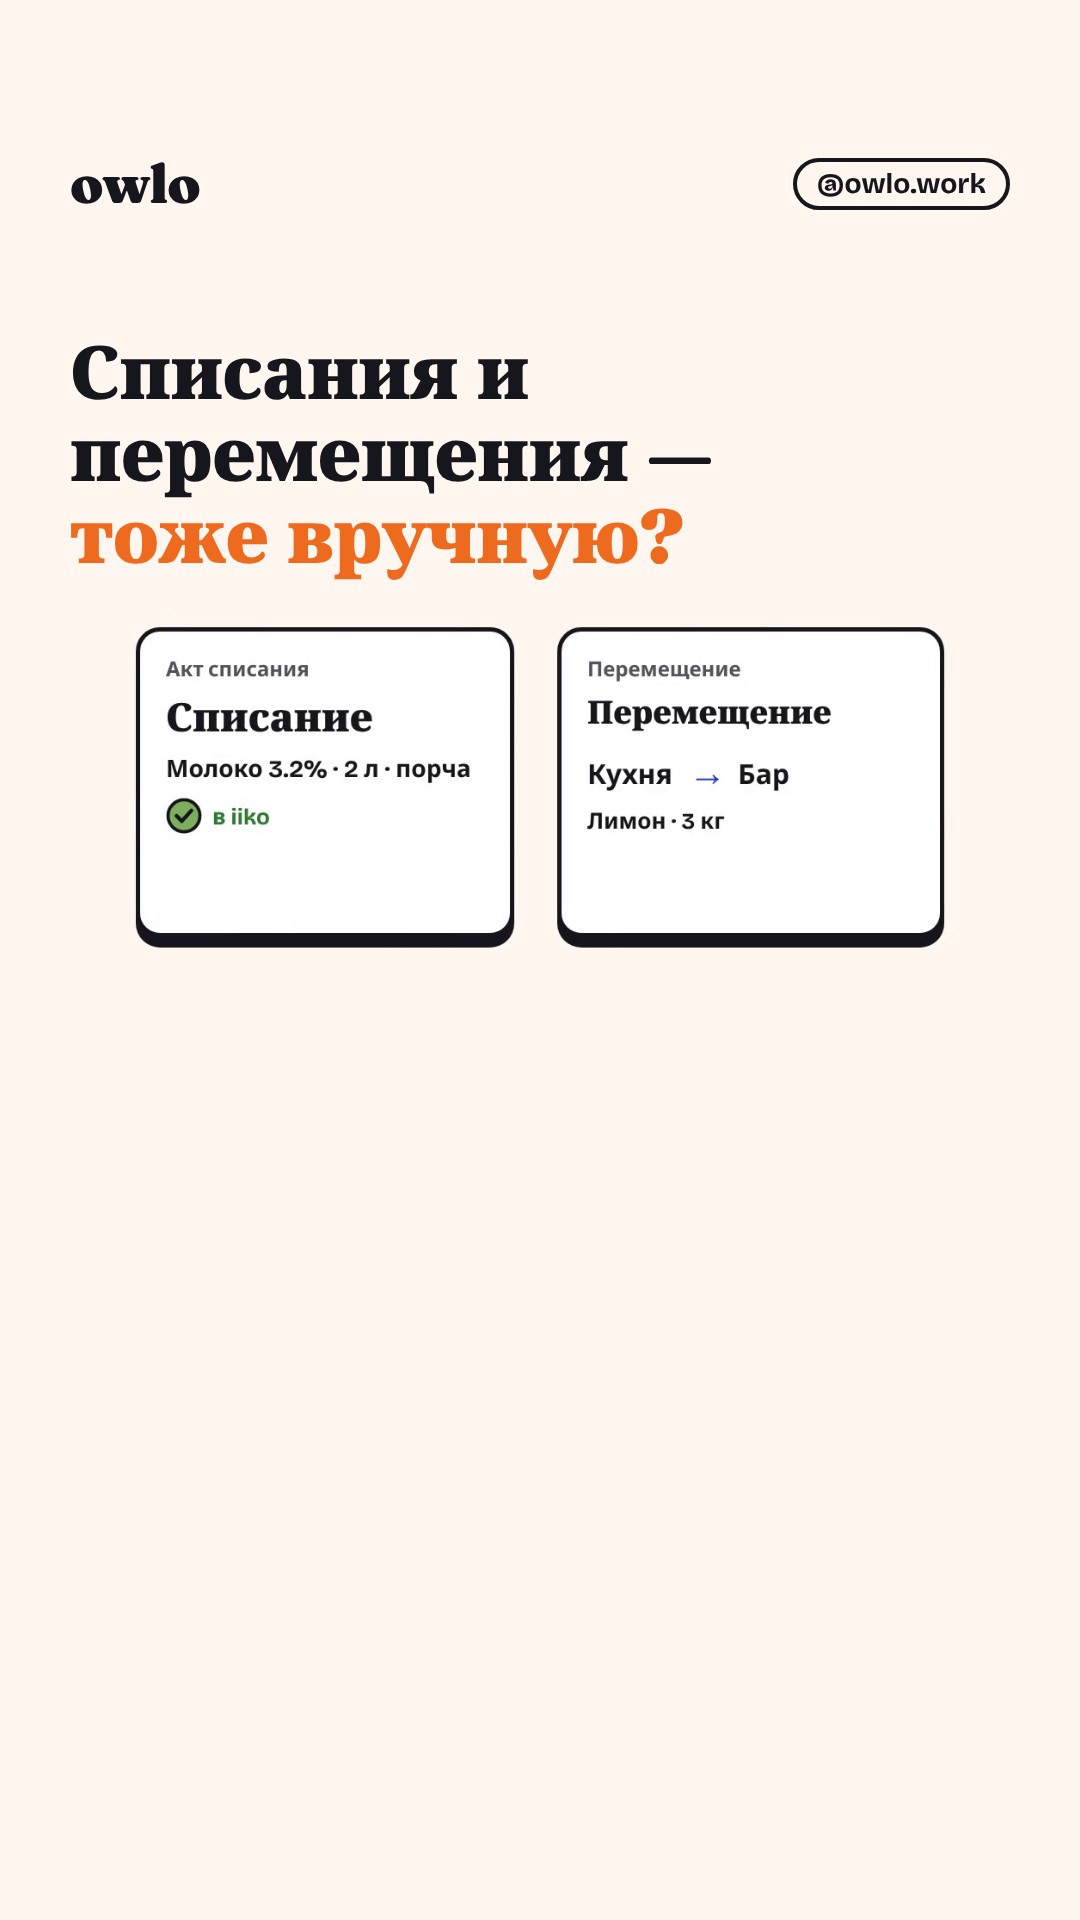 owlo
@owlo.work
Списания и
перемещения —
тоже вручную?
Акт списания
Списание
Молоко 3.2% · 2 л · порча
в iiko
Перемещение
Перемещение
Кухня → Бар
Лимон · 3 кг